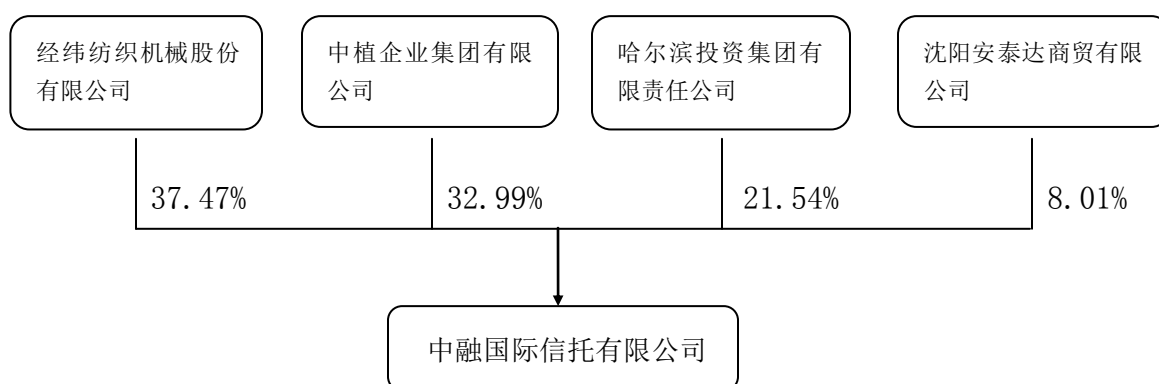 经纬纺织机械股份
有限公司
中植企业集团有限
公司
哈尔滨投资集团有
限责任公司
沈阳安泰达商贸有限
公司
37.47%
32.99%
21.54%
8.01%
中融国际信托有限公司